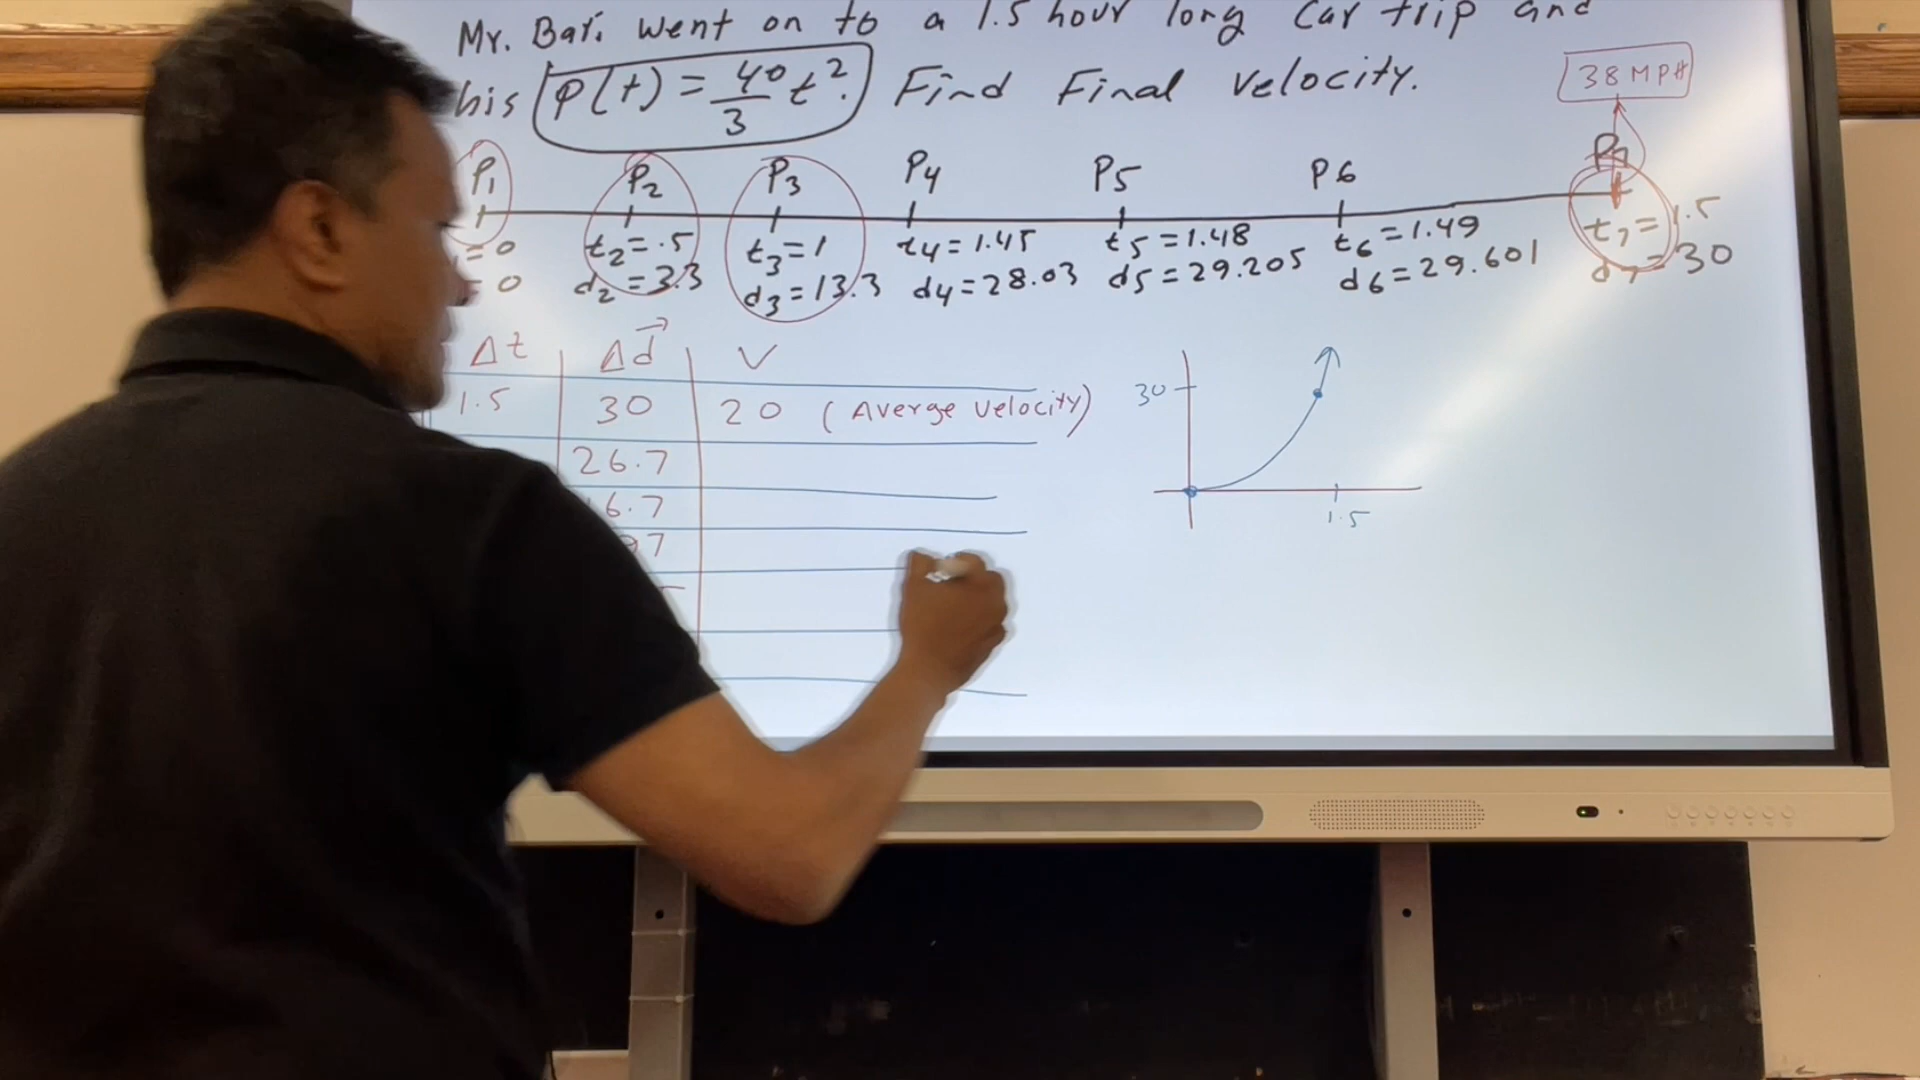 Mr. Bari went on to a 1.5 hour long car trip and
his P(t) = 40/3 t². Find Final velocity.
38 MPH
P1 P2 P3 P4 P5 P6 P7
=0 t2=.5 t3=1 t4=1.45 t5=1.48 t6=1.49 t7=1.5
=0 d2=3.3 d3=13.3 d4=28.03 d5=29.205 d6=29.601 d7=30
Δt Δd V
1.5 30 20 (Averge velocity)
26.7
6.7
97
30
1.5